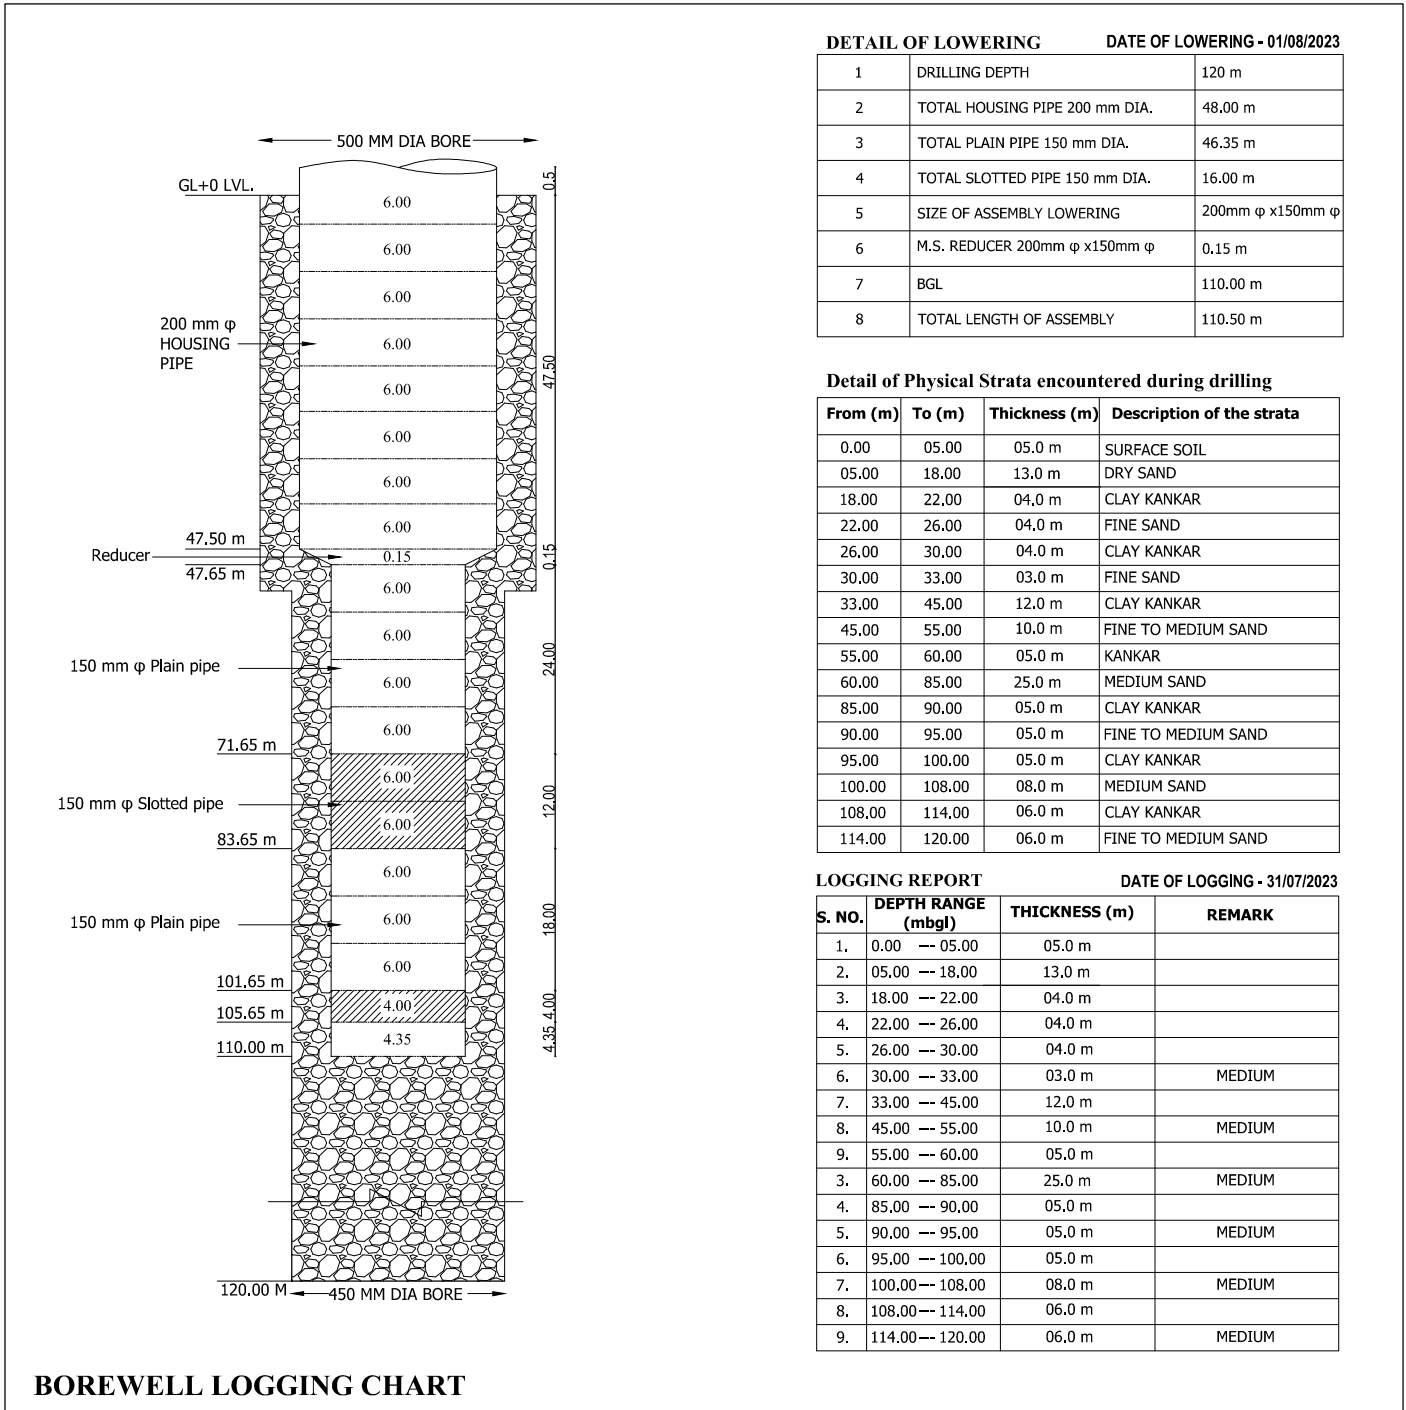 500 MM DIA BORE
GL+0 LVL.
0.5
6.00
6.00
6.00
200 mm φ
HOUSING
PIPE
6.00
47.50
6.00
6.00
6.00
6.00
47.50 m
Reducer
0.15
0.15
47.65 m
6.00
6.00
150 mm φ Plain pipe
24.00
6.00
6.00
71.65 m
6.00
150 mm φ Slotted pipe
12.00
6.00
83.65 m
6.00
150 mm φ Plain pipe
6.00
18.00
6.00
101.65 m
4.00
4.00
105.65 m
4.35
4.35
110.00 m
120.00 M
450 MM DIA BORE
BOREWELL LOGGING CHART
DETAIL OF LOWERING DATE OF LOWERING - 01/08/2023
1 DRILLING DEPTH 120 m
2 TOTAL HOUSING PIPE 200 mm DIA. 48.00 m
3 TOTAL PLAIN PIPE 150 mm DIA. 46.35 m
4 TOTAL SLOTTED PIPE 150 mm DIA. 16.00 m
5 SIZE OF ASSEMBLY LOWERING 200mm φ x150mm φ
6 M.S. REDUCER 200mm φ x150mm φ 0.15 m
7 BGL 110.00 m
8 TOTAL LENGTH OF ASSEMBLY 110.50 m
Detail of Physical Strata encountered during drilling
From (m) To (m) Thickness (m) Description of the strata
0.00 05.00 05.0 m SURFACE SOIL
05.00 18.00 13.0 m DRY SAND
18.00 22.00 04.0 m CLAY KANKAR
22.00 26.00 04.0 m FINE SAND
26.00 30.00 04.0 m CLAY KANKAR
30.00 33.00 03.0 m FINE SAND
33.00 45.00 12.0 m CLAY KANKAR
45.00 55.00 10.0 m FINE TO MEDIUM SAND
55.00 60.00 05.0 m KANKAR
60.00 85.00 25.0 m MEDIUM SAND
85.00 90.00 05.0 m CLAY KANKAR
90.00 95.00 05.0 m FINE TO MEDIUM SAND
95.00 100.00 05.0 m CLAY KANKAR
100.00 108.00 08.0 m MEDIUM SAND
108.00 114.00 06.0 m CLAY KANKAR
114.00 120.00 06.0 m FINE TO MEDIUM SAND
LOGGING REPORT DATE OF LOGGING - 31/07/2023
S. NO. DEPTH RANGE (mbgl) THICKNESS (m) REMARK
1. 0.00 --- 05.00 05.0 m
2. 05.00 --- 18.00 13.0 m
3. 18.00 --- 22.00 04.0 m
4. 22.00 --- 26.00 04.0 m
5. 26.00 --- 30.00 04.0 m
6. 30.00 --- 33.00 03.0 m MEDIUM
7. 33.00 --- 45.00 12.0 m
8. 45.00 --- 55.00 10.0 m MEDIUM
9. 55.00 --- 60.00 05.0 m
3. 60.00 --- 85.00 25.0 m MEDIUM
4. 85.00 --- 90.00 05.0 m
5. 90.00 --- 95.00 05.0 m MEDIUM
6. 95.00 --- 100.00 05.0 m
7. 100.00 --- 108.00 08.0 m MEDIUM
8. 108.00 --- 114.00 06.0 m
9. 114.00 --- 120.00 06.0 m MEDIUM